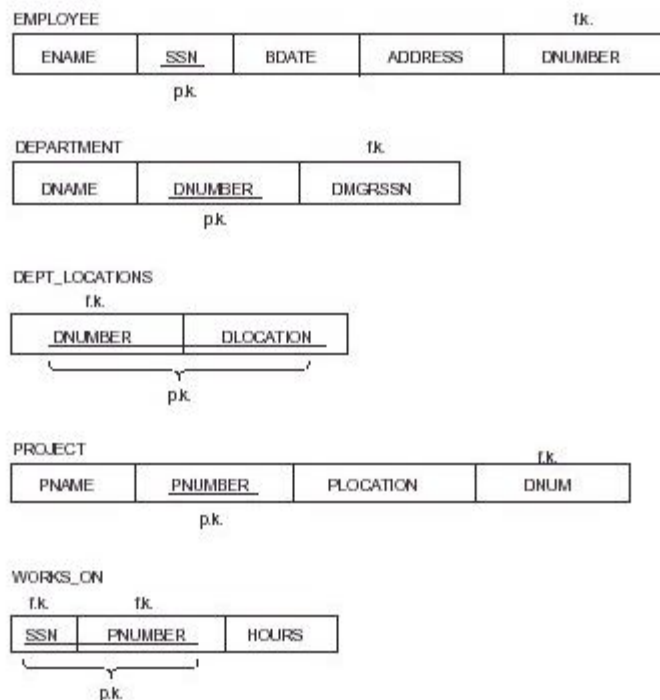 EMPLOYEE f.k.
ENAME SSN BDATE ADDRESS DNUMBER
p.k.
DEPARTMENT f.k.
DNAME DNUMBER DMGRSSN
p.k.
DEPT_LOCATIONS
f.k.
DNUMBER DLOCATION
p.k.
PROJECT f.k.
PNAME PNUMBER PLOCATION DNUM
p.k.
WORKS_ON
f.k. f.k.
SSN PNUMBER HOURS
p.k.